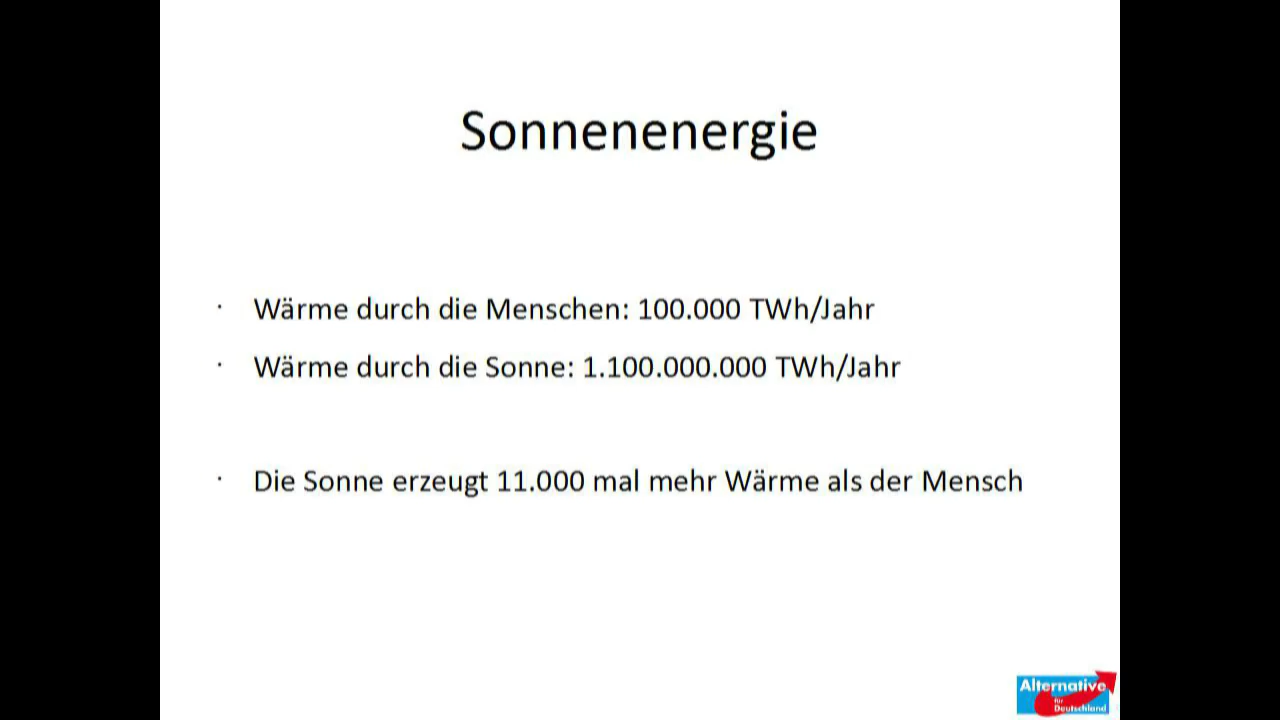 Sonnenenergie
· Wärme durch die Menschen: 100.000 TWh/Jahr
· Wärme durch die Sonne: 1.100.000.000 TWh/Jahr
· Die Sonne erzeugt 11.000 mal mehr Wärme als der Mensch
Alternative
für
Deutschland